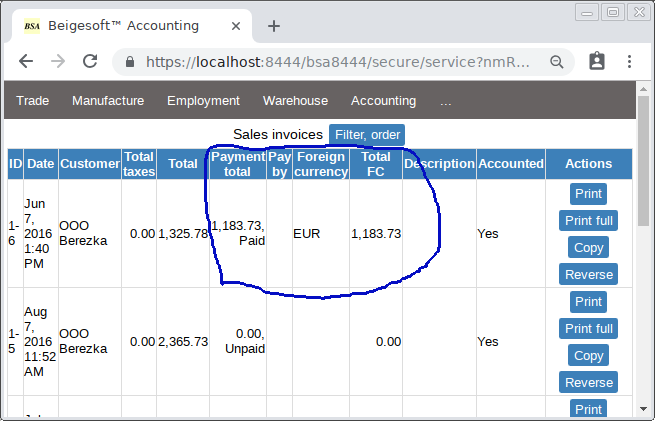 BSA Beigesoft™ Accounting
https://localhost:8444/bsa8444/secure/service?nmR...
Trade Manufacture Employment Warehouse Accounting ...
Sales invoices Filter, order
ID Date Customer Total taxes Total Payment total Pay by Foreign currency Total FC Description Accounted Actions
1-6 Jun 7, 2016 1:40 PM OOO Berezka 0.00 1,325.78 1,183.73, Paid EUR 1,183.73 Yes
Print
Print full
Copy
Reverse
1-5 Aug 7, 2016 11:52 AM OOO Berezka 0.00 2,365.73 0.00, Unpaid 0.00 Yes
Print
Print full
Copy
Reverse
Print